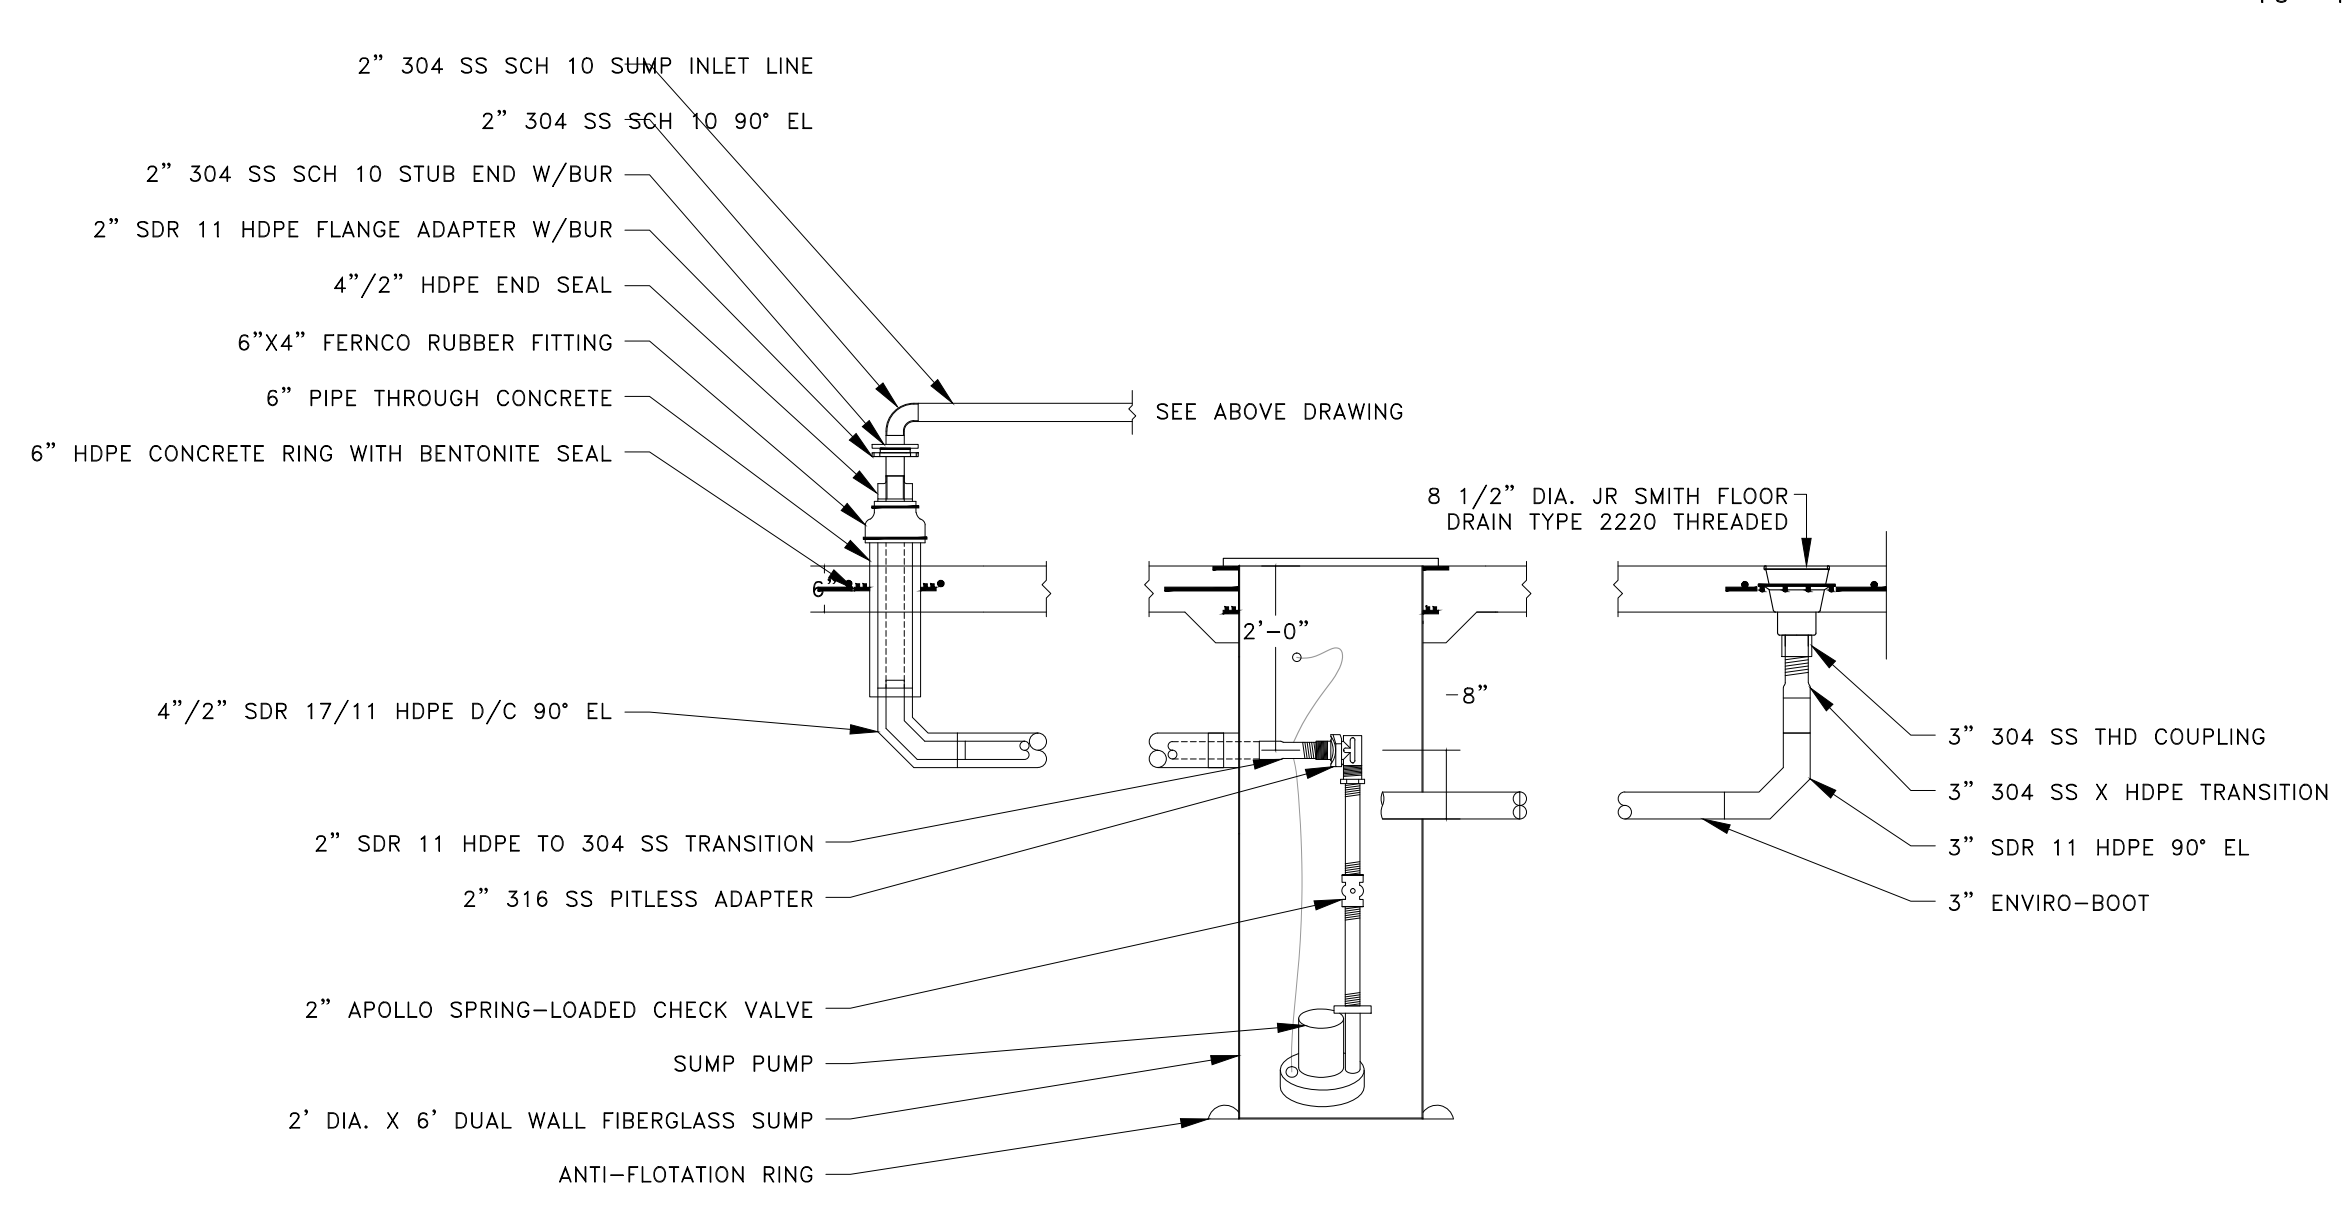 2" 304 SS SCH 10 SUMP INLET LINE
2" 304 SS SCH 10 90° EL
2" 304 SS SCH 10 STUB END W/BUR
2" SDR 11 HDPE FLANGE ADAPTER W/BUR
4"/2" HDPE END SEAL
6"X4" FERNCO RUBBER FITTING
6" PIPE THROUGH CONCRETE
6" HDPE CONCRETE RING WITH BENTONITE SEAL
SEE ABOVE DRAWING
8 1/2" DIA. JR SMITH FLOOR
DRAIN TYPE 2220 THREADED
6"
2'-0"
-8"
4"/2" SDR 17/11 HDPE D/C 90° EL
3" 304 SS THD COUPLING
3" 304 SS X HDPE TRANSITION
3" SDR 11 HDPE 90° EL
3" ENVIRO-BOOT
2" SDR 11 HDPE TO 304 SS TRANSITION
2" 316 SS PITLESS ADAPTER
2" APOLLO SPRING-LOADED CHECK VALVE
SUMP PUMP
2' DIA. X 6' DUAL WALL FIBERGLASS SUMP
ANTI-FLOTATION RING